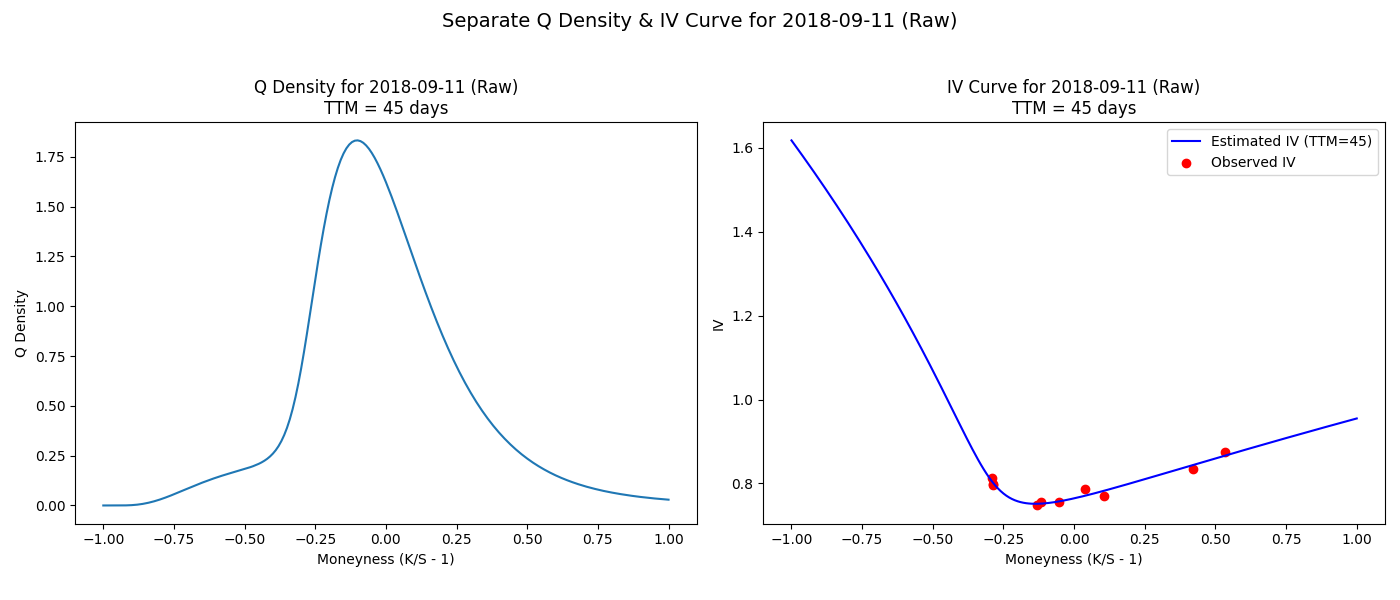 Separate Q Density & IV Curve for 2018-09-11 (Raw)
Q Density for 2018-09-11 (Raw)
TTM = 45 days
Q Density
1.75
1.50
1.25
1.00
0.75
0.50
0.25
0.00
−1.00 −0.75 −0.50 −0.25 0.00 0.25 0.50 0.75 1.00
Moneyness (K/S - 1)
IV Curve for 2018-09-11 (Raw)
TTM = 45 days
Estimated IV (TTM=45)
Observed IV
IV
1.6
1.4
1.2
1.0
0.8
−1.00 −0.75 −0.50 −0.25 0.00 0.25 0.50 0.75 1.00
Moneyness (K/S - 1)